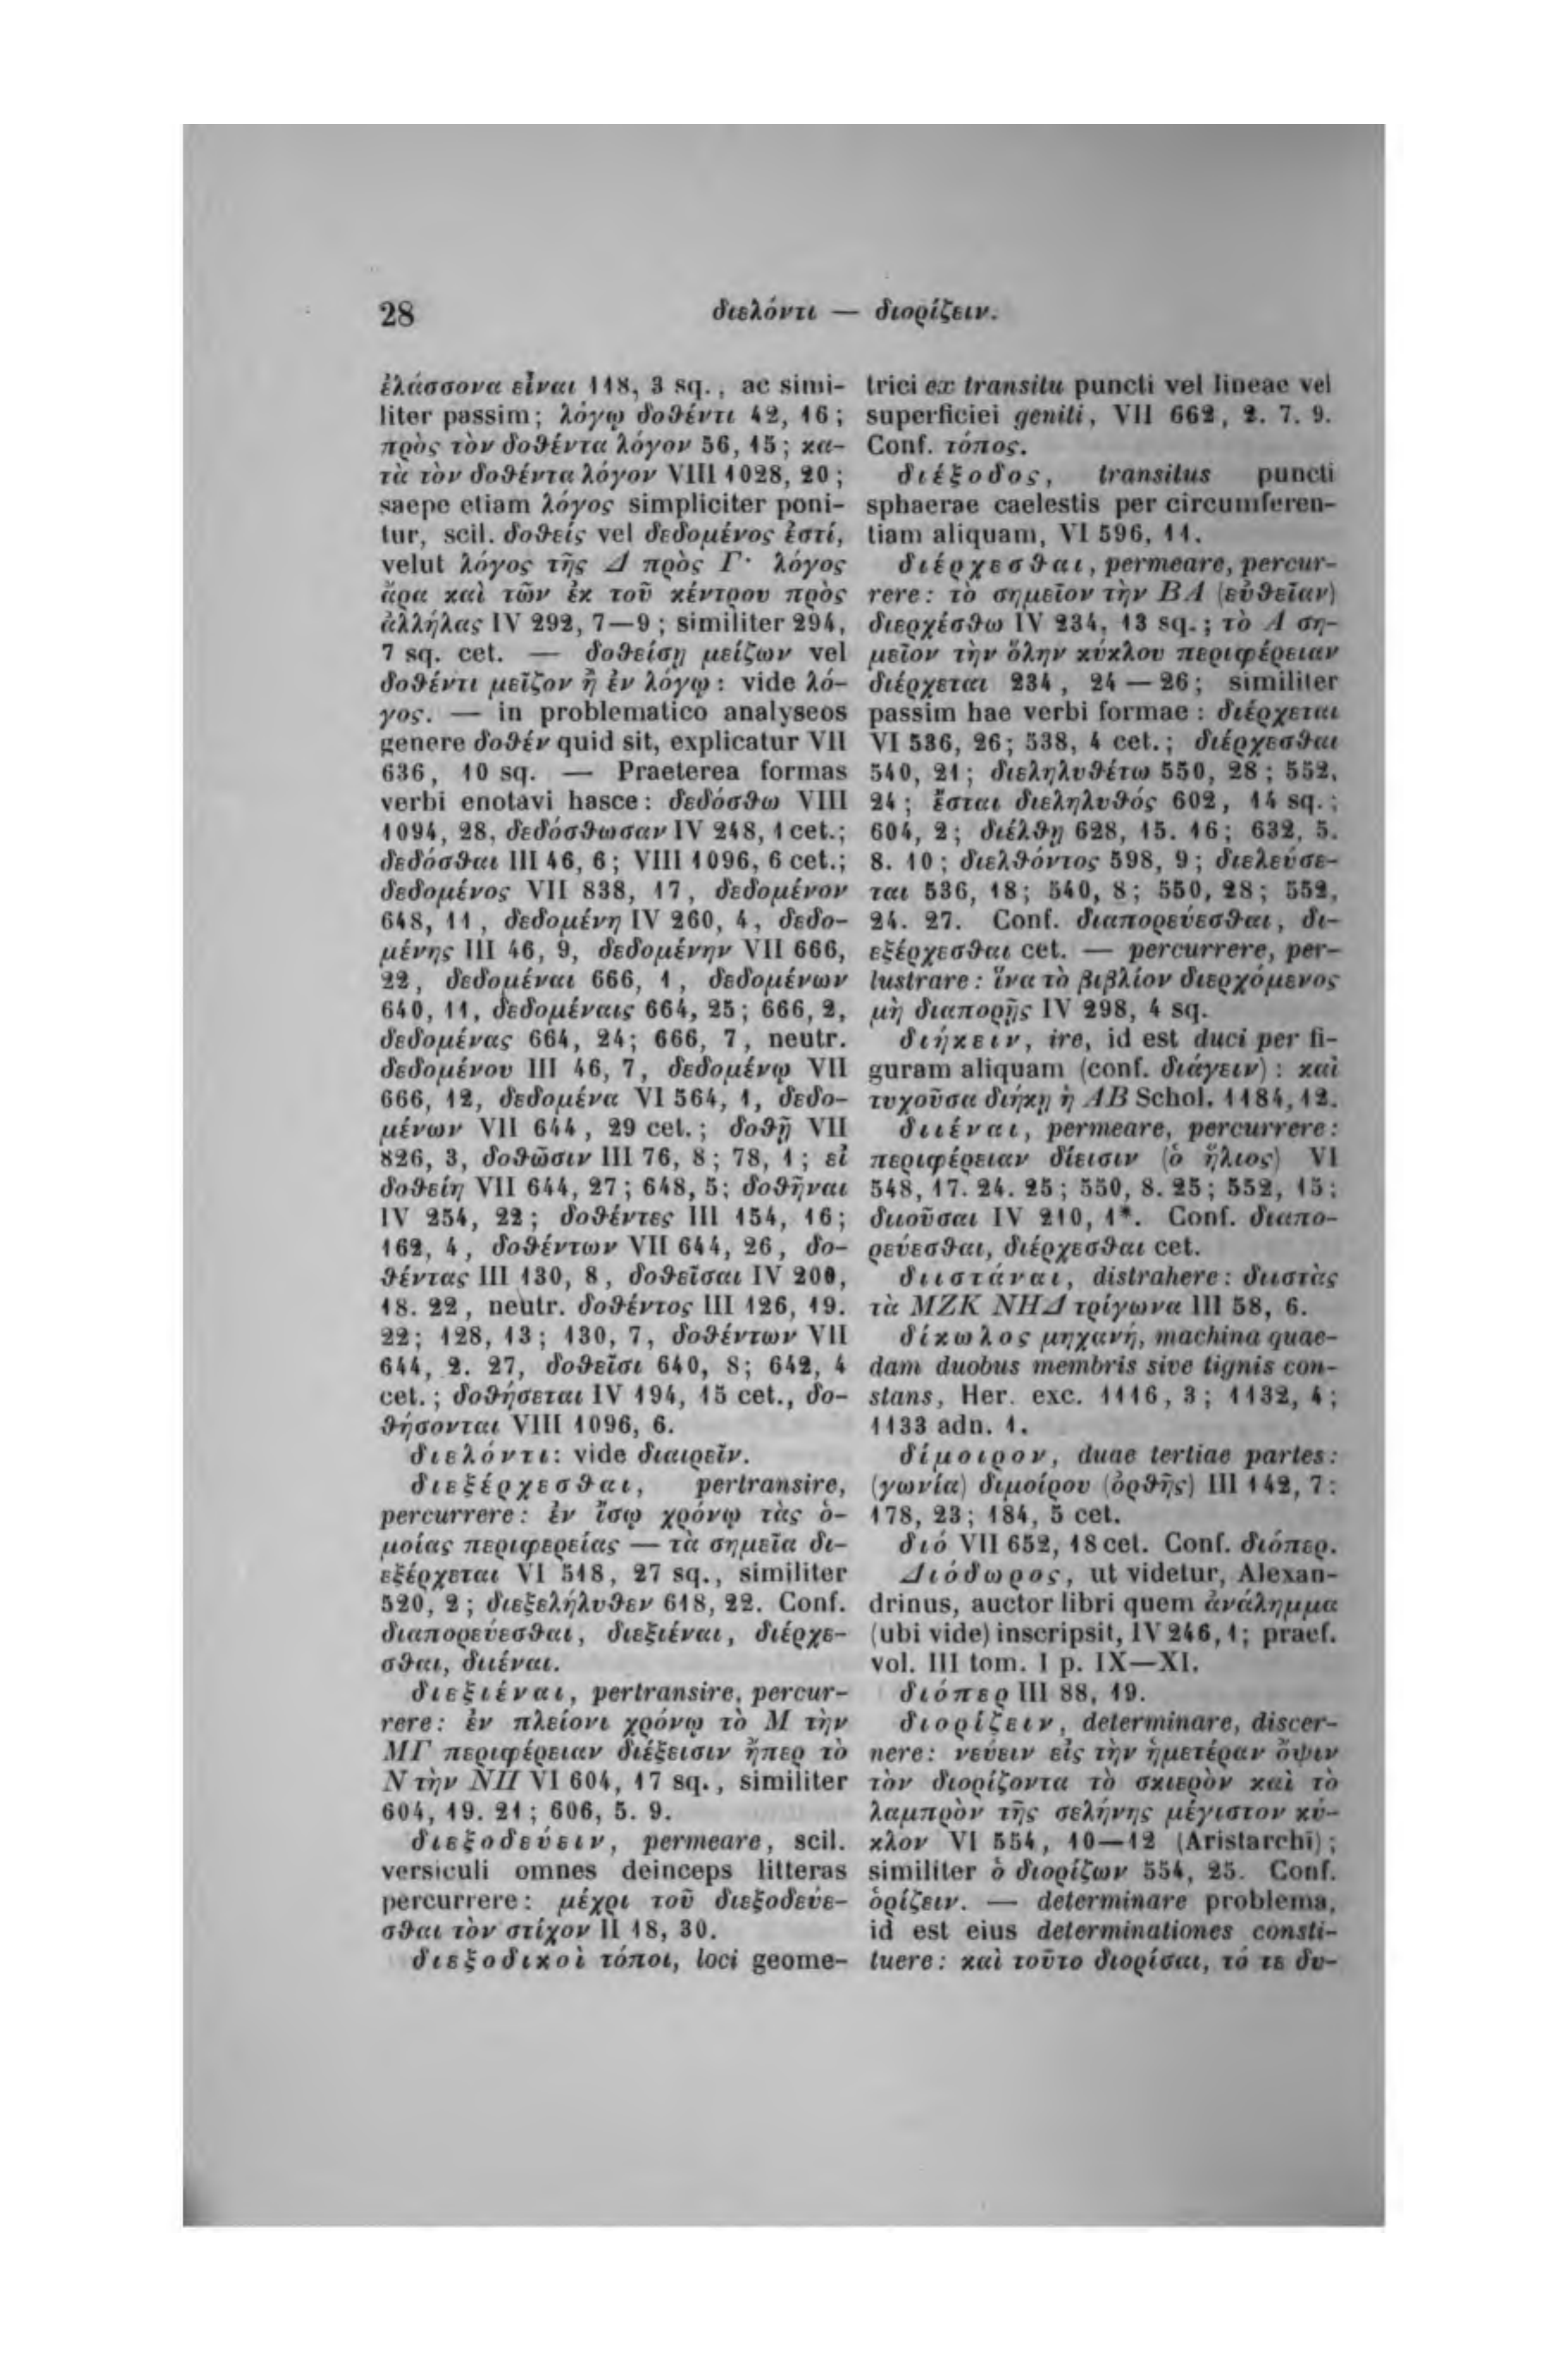 28
διελόντι — διορίζειν.
ἐλάσσονα εἶναι 118, 3 sq., ac simi-
liter passim; λόγῳ δοθέντι 42, 16;
πρὸς τὸν δοθέντα λόγον 56, 15; κα-
τὰ τὸν δοθέντα λόγον VIII 1028, 20;
saepe etiam λόγος simpliciter poni-
tur, scil. δοθείς vel δεδομένος ἐστί,
velut λόγος τῆς Δ πρὸς Γ· λόγος
ἄρα καὶ τῶν ἐκ τοῦ κέντρου πρὸς
ἀλλήλας IV 292, 7—9; similiter 294,
7 sq. cet. — δοθείσῃ μείζων vel
δοθέντι μεῖζον ἢ ἐν λόγῳ: vide λό-
γος. — in problematico analyseos
genere δοθέν quid sit, explicatur VII
636, 10 sq. — Praeterea formas
verbi enotavi hasce: δεδόσθω VIII
1094, 28, δεδόσθωσαν IV 248, 1 cet.;
δεδόσθαι III 46, 6; VIII 1096, 6 cet.;
δεδομένος VII 838, 17, δεδομένον
648, 11, δεδομένη IV 260, 4, δεδο-
μένης III 46, 9, δεδομένην VII 666,
22, δεδομέναι 666, 1, δεδομένων
640, 11, δεδομέναις 664, 25; 666, 2,
δεδομένας 664, 24; 666, 7, neutr.
δεδομένου III 46, 7, δεδομένῳ VII
666, 12, δεδομένα VI 564, 1, δεδο-
μένων VII 644, 29 cet.; δοθῇ VII
826, 3, δοθῶσιν III 76, 8; 78, 1; εἰ
δοθείη VII 644, 27; 648, 5; δοθῆναι
IV 254, 22; δοθέντες III 154, 16;
162, 4, δοθέντων VII 644, 26, δο-
θέντας III 130, 8, δοθεῖσαι IV 200,
18. 22, neutr. δοθέντος III 126, 19.
22; 128, 13; 130, 7, δοθέντων VII
644, 2. 27, δοθεῖσι 640, 8; 642, 4
cet.; δοθήσεται IV 194, 15 cet., δο-
θήσονται VIII 1096, 6.
διελόντι: vide διαιρεῖν.
διεξέρχεσθαι, pertransire,
percurrere: ἐν ἴσῳ χρόνῳ τὰς ὁ-
μοίας περιφερείας — τὰ σημεῖα δι-
εξέρχεται VI 518, 27 sq., similiter
520, 2; διεξελήλυθεν 618, 22. Conf.
διαπορεύεσθαι, διεξιέναι, διέρχε-
σθαι, διιέναι.
διεξιέναι, pertransire, percur-
rere: ἐν πλείονι χρόνῳ τὸ Μ τὴν
ΜΓ περιφέρειαν διέξεισιν ἤπερ τὸ
Ν τὴν ΝΠ VI 604, 17 sq., similiter
604, 19. 21; 606, 5. 9.
διεξοδεύειν, permeare, scil.
versiculi omnes deinceps litteras
percurrere: μέχρι τοῦ διεξοδεύε-
σθαι τὸν στίχον II 18, 30.
διεξοδικοὶ τόποι, loci geome-
trici ex transitu puncti vel lineae vel
superficiei geniti, VII 662, 2. 7. 9.
Conf. τόπος.
διέξοδος, transitus puncti
sphaerae caelestis per circumferen-
tiam aliquam, VI 596, 11.
διέρχεσθαι, permeare, percur-
rere: τὸ σημεῖον τὴν ΒΑ (εὐθεῖαν)
διερχέσθω IV 234, 13 sq.; τὸ Α ση-
μεῖον τὴν ὅλην κύκλου περιφέρειαν
διέρχεται 234, 24—26; similiter
passim hae verbi formae: διέρχεται
VI 536, 26; 538, 4 cet.; διέρχεσθαι
540, 21; διεληλυθέτω 550, 28; 552,
24; ἔσται διεληλυθός 602, 14 sq.;
604, 2; διέλθῃ 628, 15. 16; 632, 5.
8. 10; διελθόντος 598, 9; διελεύσε-
ται 536, 18; 540, 8; 550, 28; 552,
24. 27. Conf. διαπορεύεσθαι, δι-
εξέρχεσθαι cet. — percurrere, per-
lustrare: ἵνα τὸ βιβλίον διερχόμενος
μὴ διαπορῇς IV 298, 4 sq.
διήκειν, ire, id est duci per fi-
guram aliquam (conf. διάγειν): καὶ
τυχοῦσα διήκῃ ἡ ΑΒ Schol. 1184, 12.
διιέναι, permeare, percurrere:
περιφέρειαν δίεισιν (ὁ ἥλιος) VI
548, 17. 24. 25; 550, 8. 25; 552, 15;
διιοῦσαι IV 210, 1*. Conf. διαπο-
ρεύεσθαι, διέρχεσθαι cet.
διιστάναι, distrahere: διιστὰς
τὰ ΜΖΚ ΝΗΔ τρίγωνα III 58, 6.
δίκωλος μηχανή, machina quae-
dam duobus membris sive tignis con-
stans, Her. exc. 1116, 3; 1132, 4;
1133 adn. 1.
δίμοιρον, duae tertiae partes:
(γωνία) διμοίρου (ὀρθῆς) III 142, 7;
178, 23; 184, 5 cet.
διό VII 652, 18 cet. Conf. διόπερ.
Διόδωρος, ut videtur, Alexan-
drinus, auctor libri quem ἀνάλημμα
(ubi vide) inscripsit, IV 246, 1; praef.
vol. III tom. I p. IX—XI.
διόπερ III 88, 19.
διορίζειν, determinare, discer-
nere: νεύειν εἰς τὴν ἡμετέραν ὄψιν
τὸν διορίζοντα τὸ σκιερὸν καὶ τὸ
λαμπρὸν τῆς σελήνης μέγιστον κύ-
κλον VI 554, 10—12 (Aristarchi);
similiter ὁ διορίζων 554, 25. Conf.
ὁρίζειν. — determinare problema,
id est eius determinationes consti-
tuere: καὶ τοῦτο διορίσαι, τό τε δυ-